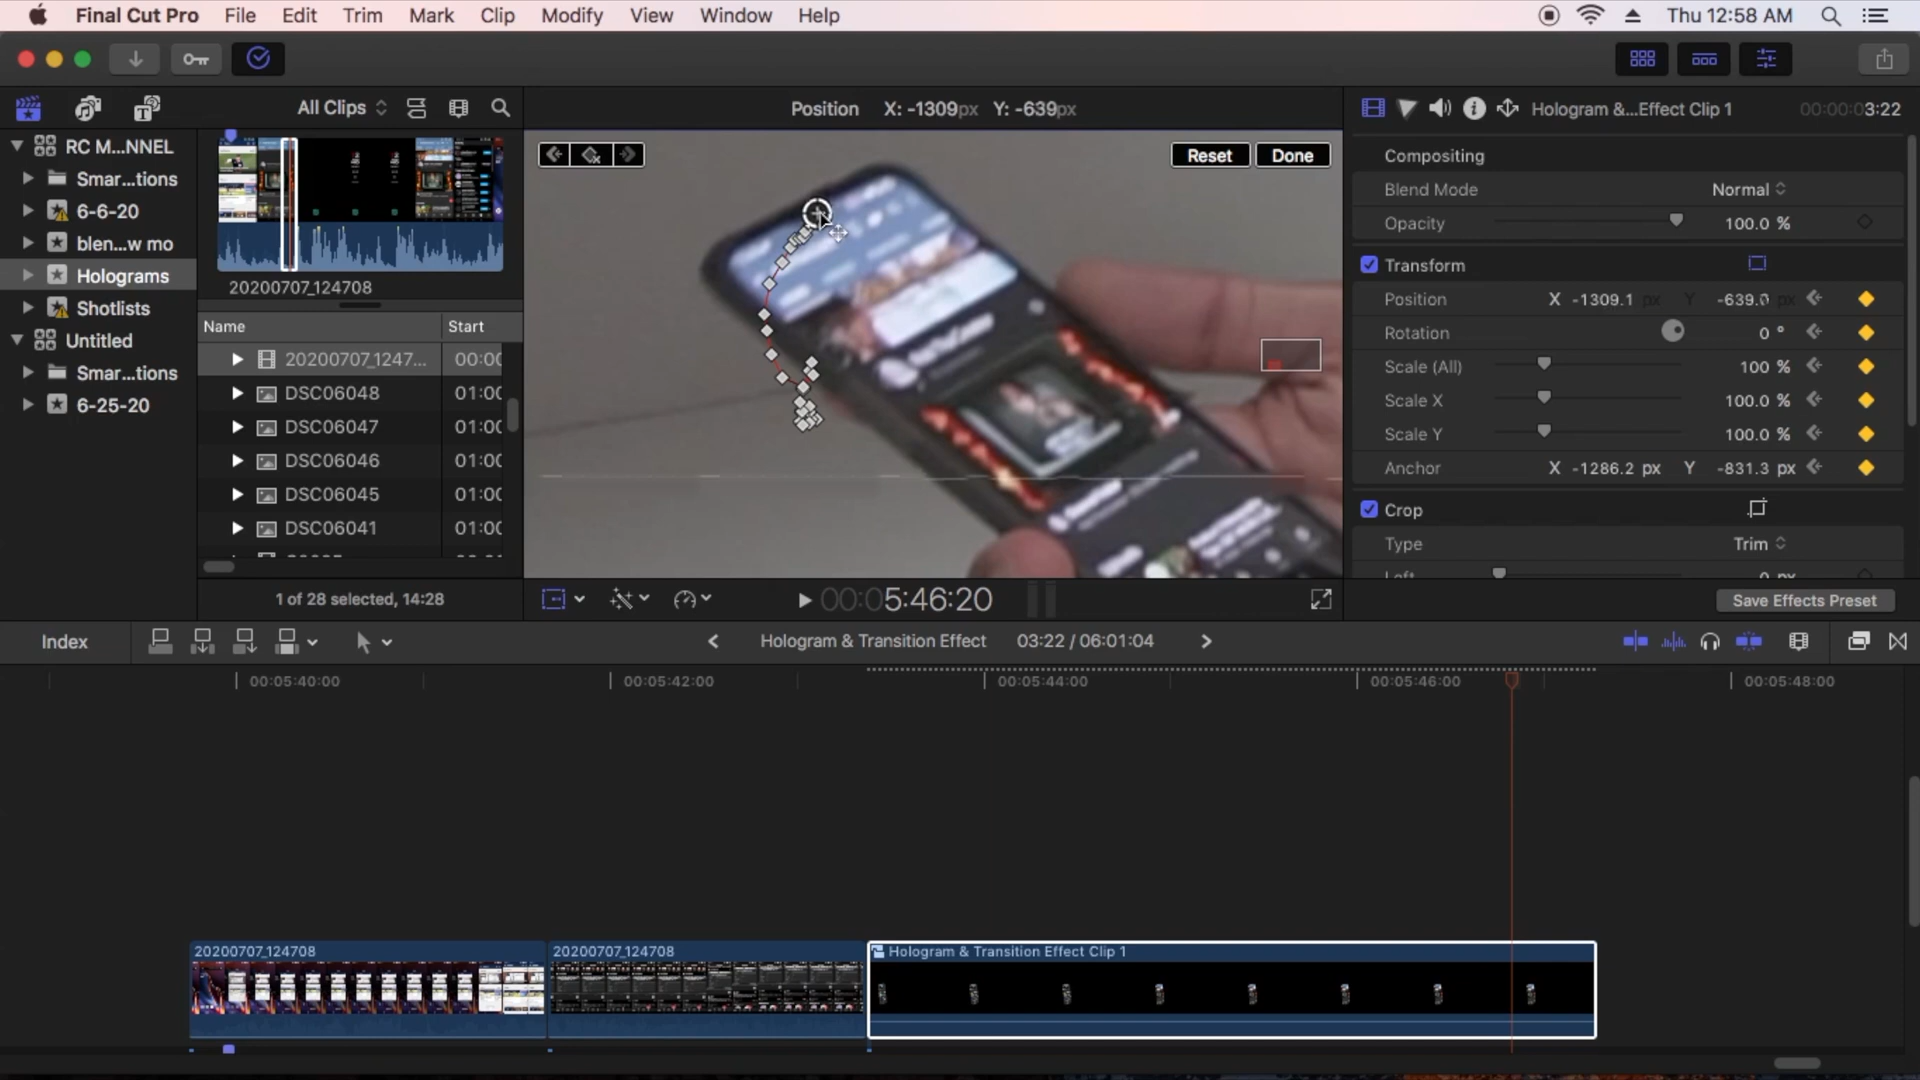 Final Cut Pro File Edit Trim Mark Clip Modify View Window Help Thu 12:58 AM
All Clips
Position X: -1309px Y: -639px
Hologram &...Effect Clip 1 00:00:03:22
RC M...NNEL
Smar...tions
6-6-20
blen...w mo
Holograms
Shotlists
Untitled
Smar...tions
6-25-20
20200707_124708
Name Start
20200707_1247... 00:00
DSC06048 01:00
DSC06047 01:00
DSC06046 01:00
DSC06045 01:00
DSC06041 01:00
1 of 28 selected, 14:28
Reset Done
00:05:46:20
Compositing
Blend Mode Normal
Opacity 100.0 %
Transform
Position X -1309.1 px Y -639.0 px
Rotation 0 °
Scale (All) 100 %
Scale X 100.0 %
Scale Y 100.0 %
Anchor X -1286.2 px Y -831.3 px
Crop
Type Trim
Left 0 px
Save Effects Preset
Index
Hologram & Transition Effect 03:22 / 06:01:04
00:05:40:00 00:05:42:00 00:05:44:00 00:05:46:00 00:05:48:00
20200707_124708 20200707_124708 Hologram & Transition Effect Clip 1